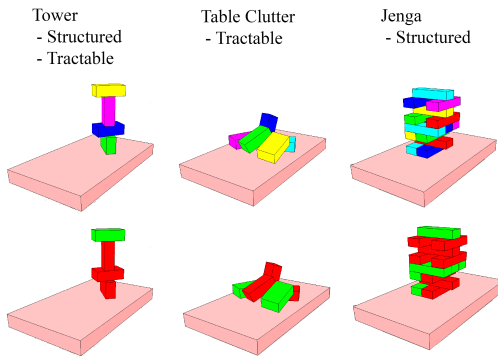 Tower
- Structured
- Tractable
Table Clutter
- Tractable
Jenga
- Structured